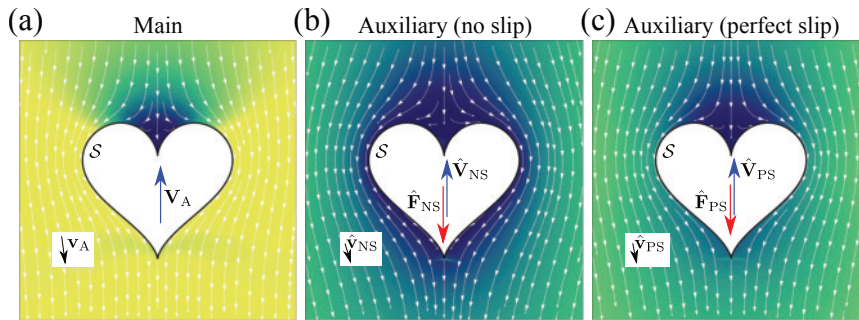 (a) Main
S
V_A
v_A
(b) Auxiliary (no slip)
S
V̂_NS
F̂_NS
v̂_NS
(c) Auxiliary (perfect slip)
S
V̂_PS
F̂_PS
v̂_PS